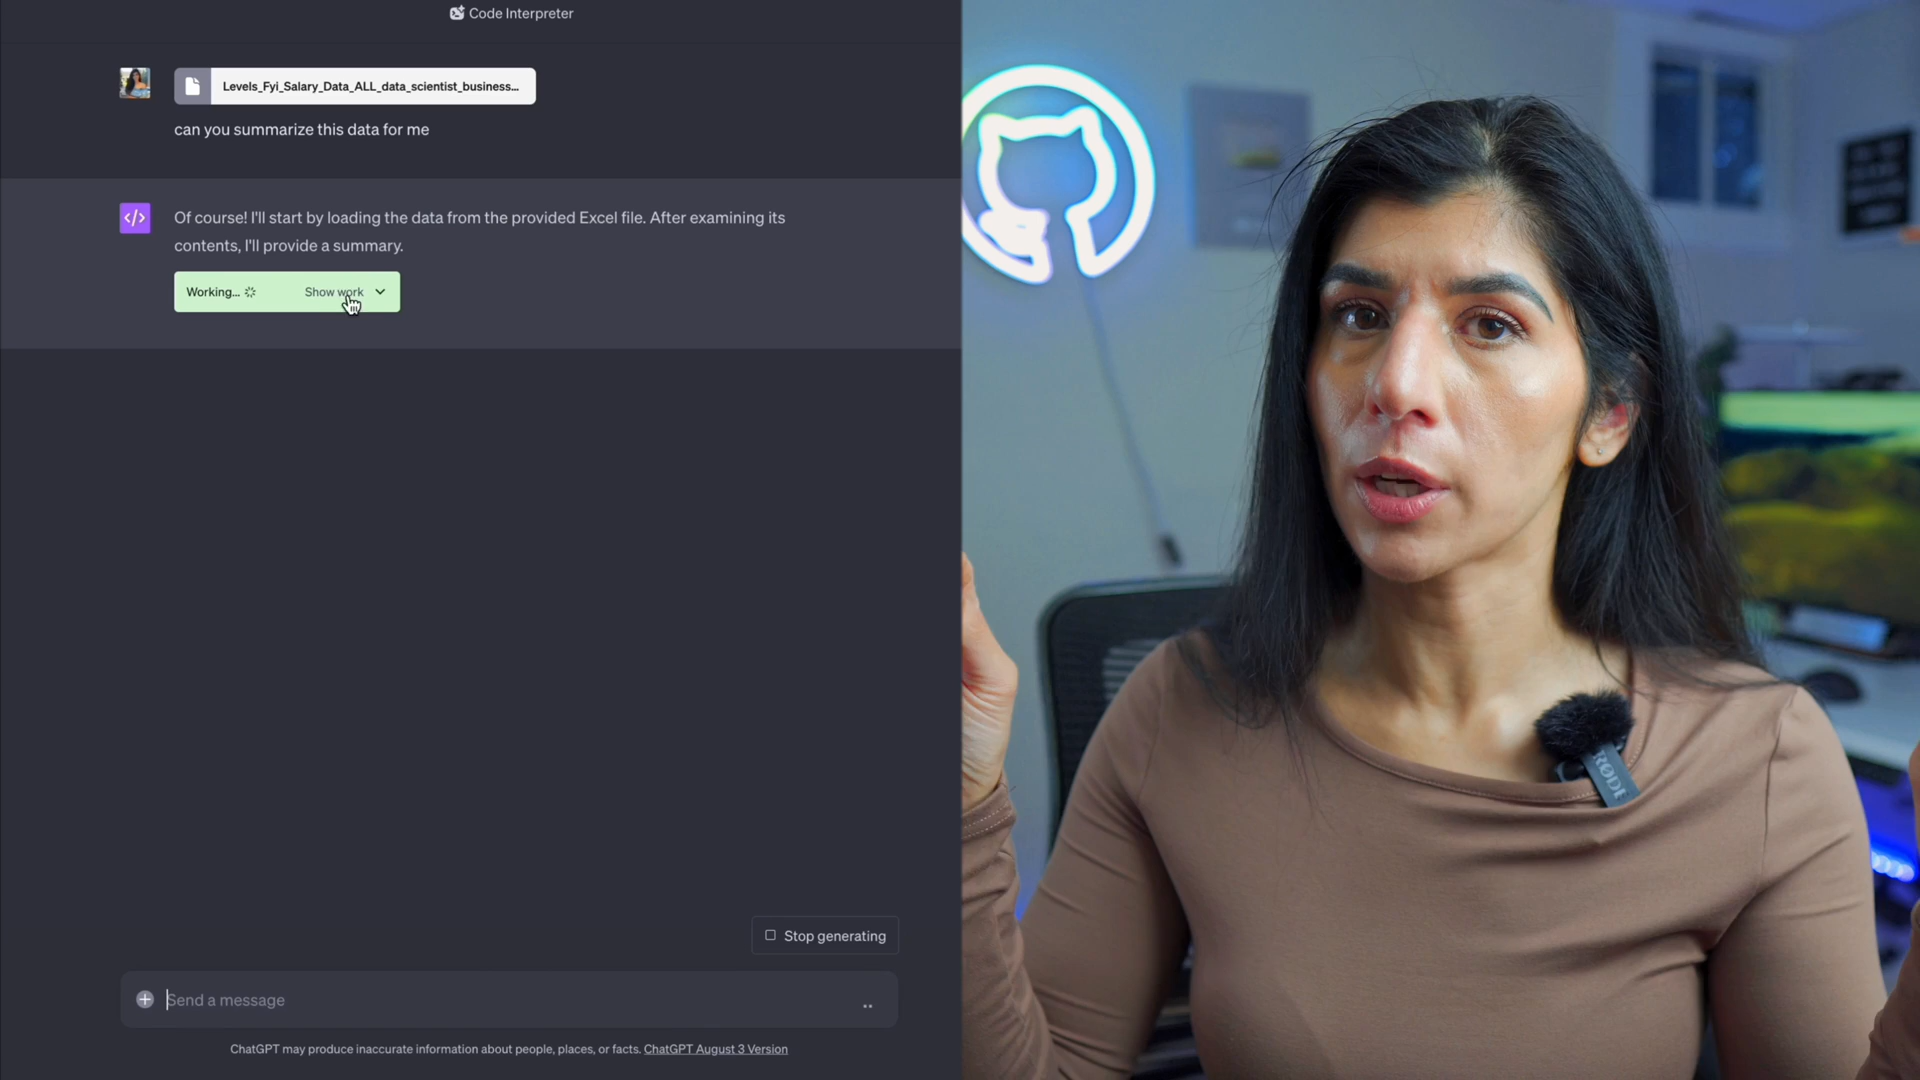 Code Interpreter
Levels_Fyi_Salary_Data_ALL_data_scientist_business...
can you summarize this data for me
</>
Of course! I'll start by loading the data from the provided Excel file. After examining its
contents, I'll provide a summary.
Working... Show work
Stop generating
Send a message
ChatGPT may produce inaccurate information about people, places, or facts. ChatGPT August 3 Version
RØDE